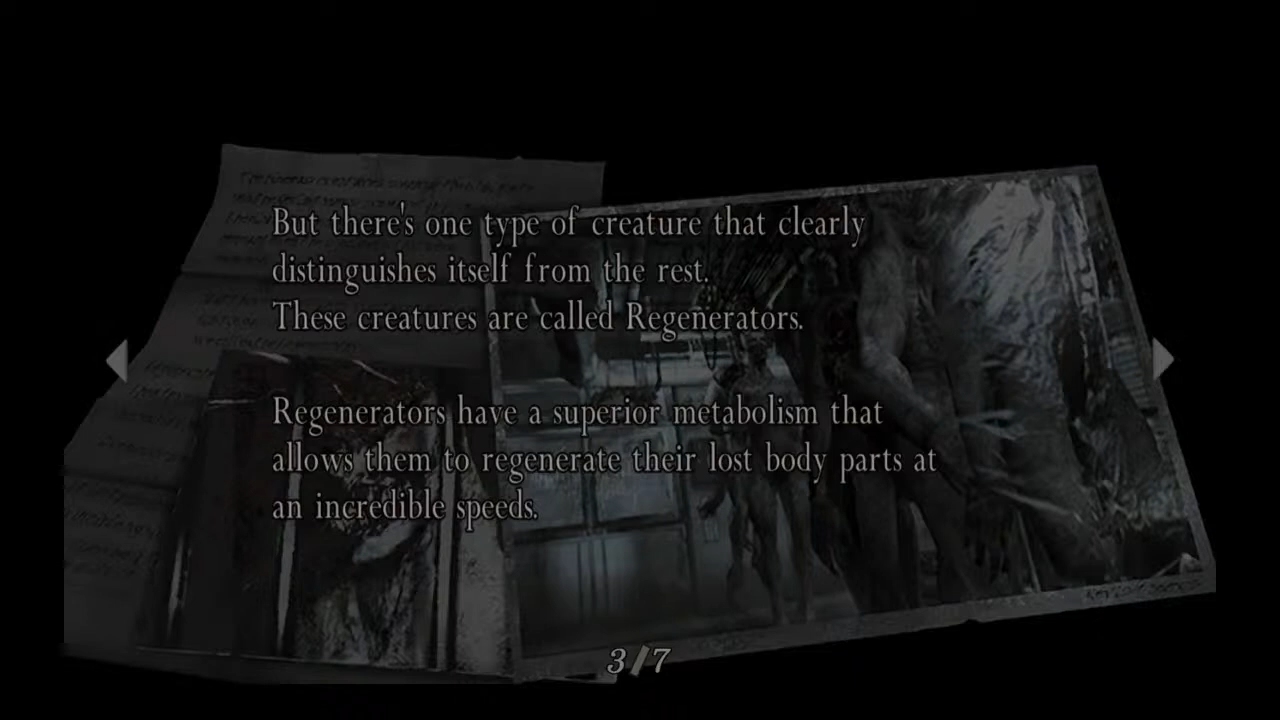 But there's one type of creature that clearly
distinguishes itself from the rest.
These creatures are called Regenerators.
Regenerators have a superior metabolism that
allows them to regenerate their lost body parts at
an incredible speeds.
3/7